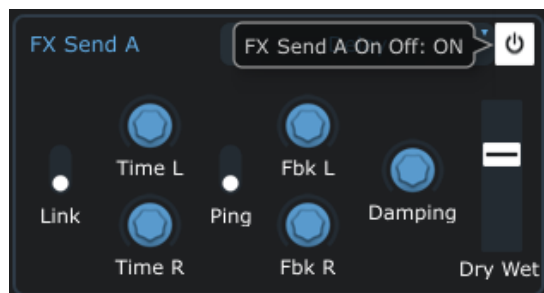 FX Send A
FX Send A On Off: ON
Time L
Fbk L
Link
Ping
Damping
Time R
Fbk R
Dry Wet